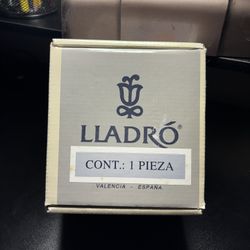 LLADRÓ®
CONT.: 1 PIEZA
VALENCIA - ESPAÑA